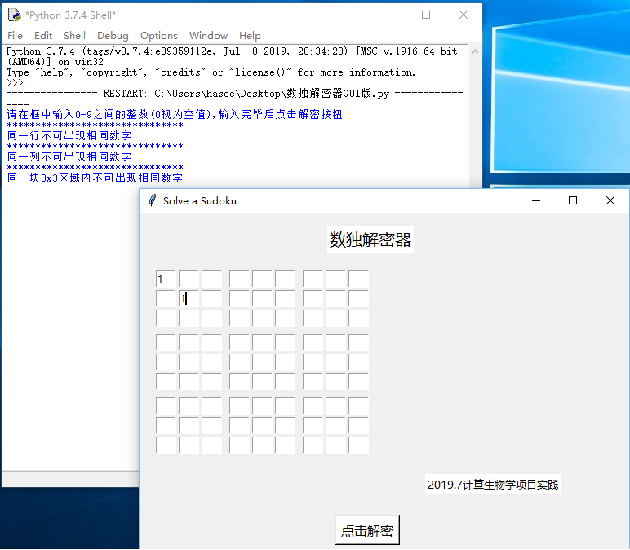 *Python 3.7.4 Shell*
File Edit Shell Debug Options Window Help
Python 3.7.4 (tags/v3.7.4:e09359112e, Jul 8 2019, 20:34:20) [MSC v.1916 64 bit
(AMD64)] on win32
Type "help", "copyright", "credits" or "license()" for more information.
>>>
RESTART: C:\Users\kascc\Desktop\数独解密器GUI版.py
请在框中输入0-9之间的整数(0视为空值),输入完毕后点击解密按钮
****************************
同一行不可出现相同数字
****************************
同一列不可出现相同数字
****************************
同一块3x3区域内不可出现相同数字
Solve a Sudoku
数独解密器
1
1
2019.7计算生物学项目实践
点击解密